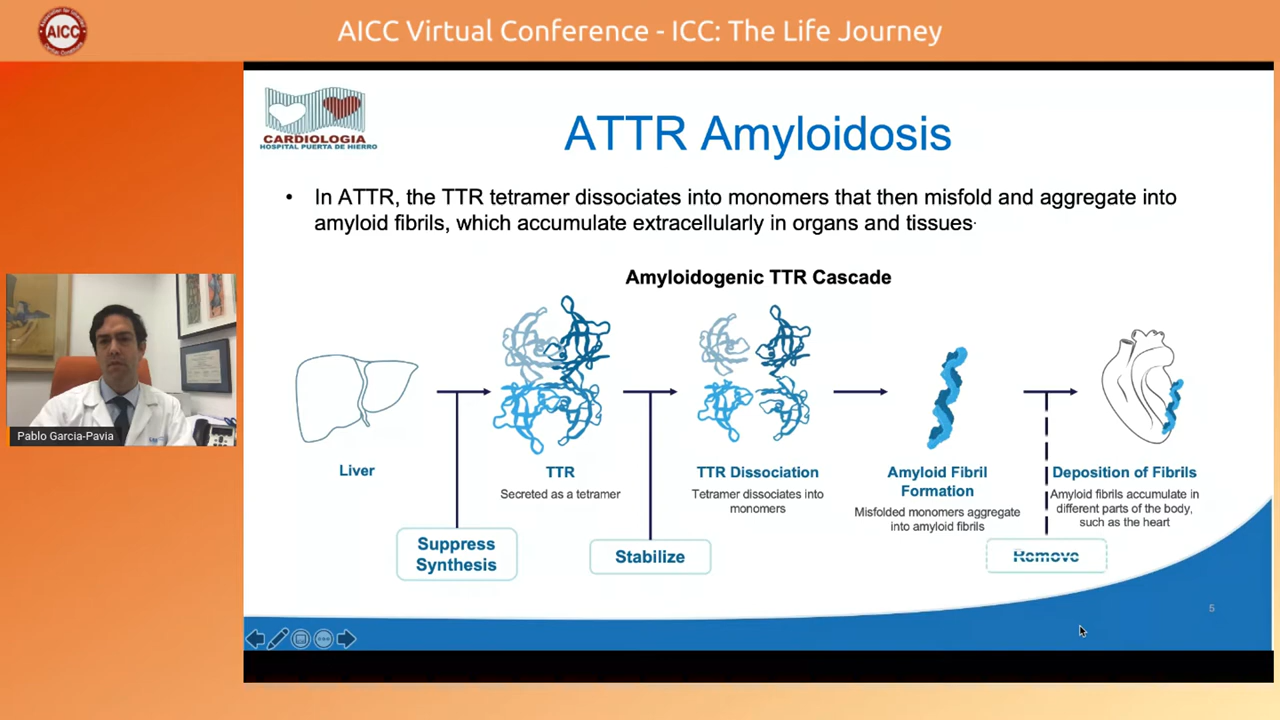 AICC
AICC Virtual Conference - ICC: The Life Journey
CARDIOLOGIA
HOSPITAL PUERTA DE HIERRO
ATTR Amyloidosis
• In ATTR, the TTR tetramer dissociates into monomers that then misfold and aggregate into
amyloid fibrils, which accumulate extracellularly in organs and tissues.
Amyloidogenic TTR Cascade
Pablo Garcia-Pavia
Liver
TTR
Secreted as a tetramer
TTR Dissociation
Tetramer dissociates into
monomers
Amyloid Fibril
Formation
Misfolded monomers aggregate
into amyloid fibrils
Deposition of Fibrils
Amyloid fibrils accumulate in
different parts of the body,
such as the heart
Suppress
Synthesis
Stabilize
Remove
5